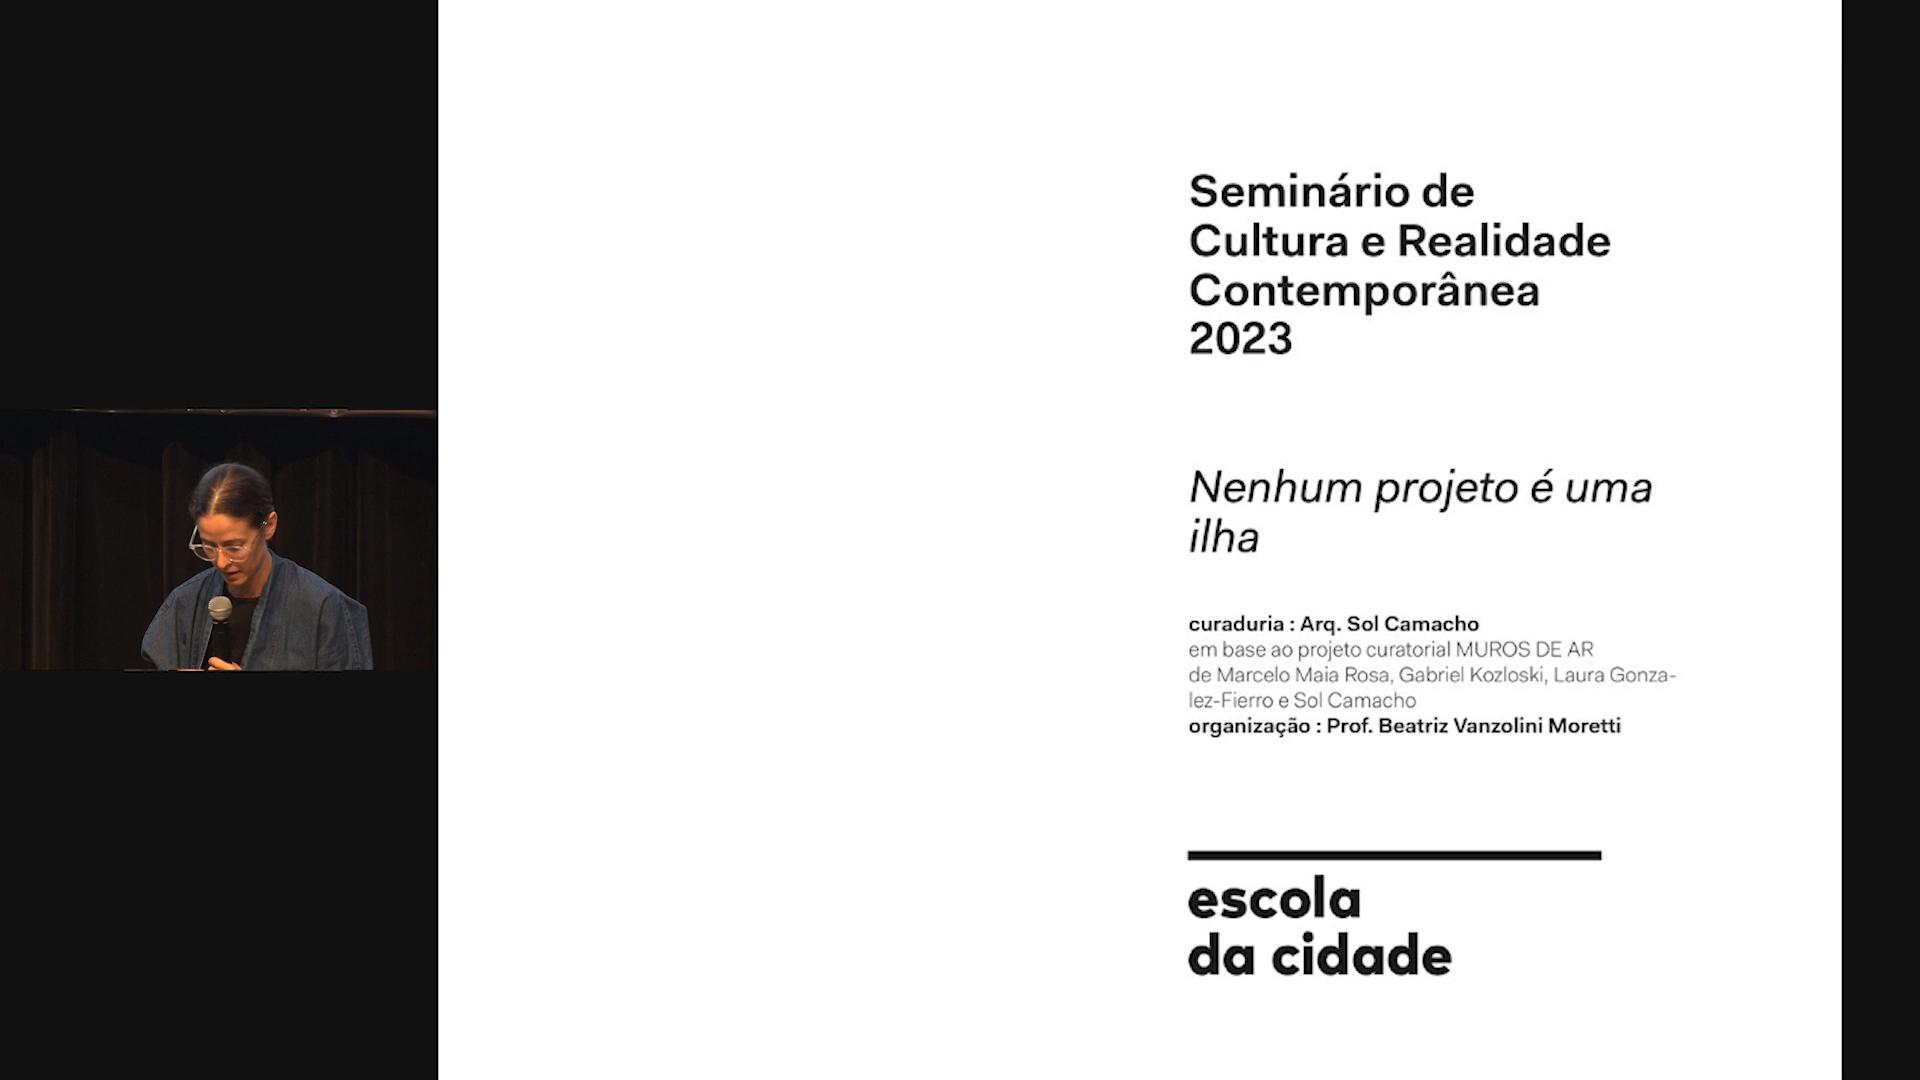 Seminário de
Cultura e Realidade
Contemporânea
2023
Nenhum projeto é uma
ilha
curaduria : Arq. Sol Camacho
em base ao projeto curatorial MUROS DE AR
de Marcelo Maia Rosa, Gabriel Kozloski, Laura Gonza-
lez-Fierro e Sol Camacho
organização : Prof. Beatriz Vanzolini Moretti
escola
da cidade